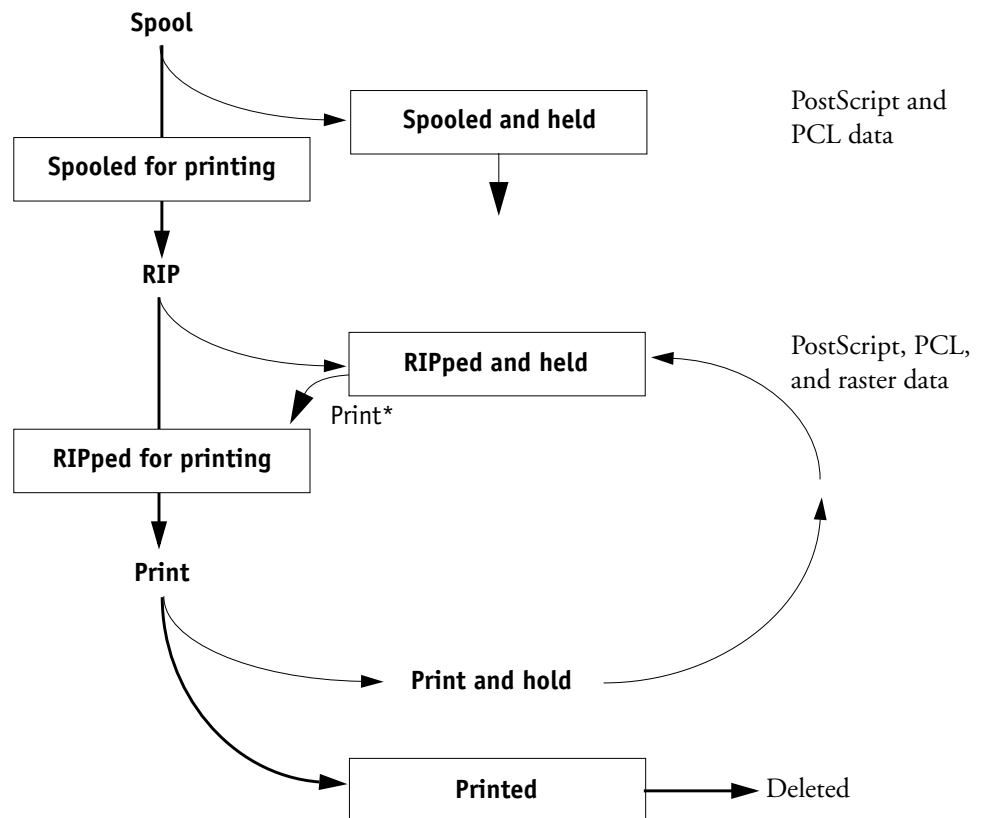 Spool
PostScript and
PCL data
Spooled and held
Spooled for printing
RIP
PostScript, PCL,
and raster data
RIPped and held
Print*
RIPped for printing
Print
Print and hold
Printed
Deleted